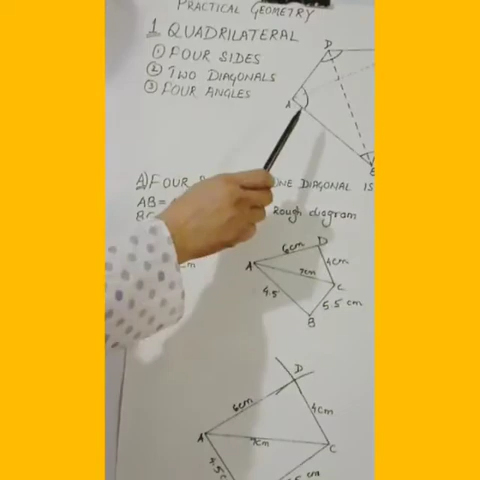 PRACTICAL GEOMETRY
1 QUADRILATERAL
① FOUR SIDES
② TWO DIAGONALS
③ FOUR ANGLES
D
A
A) FOUR ONE DIAGONAL IS
AB=
Rough diagram
cm
D
6cm
4cm
A
7cm
C
4.5
5.5 cm
B
D
6cm
4cm
A
7cm
C